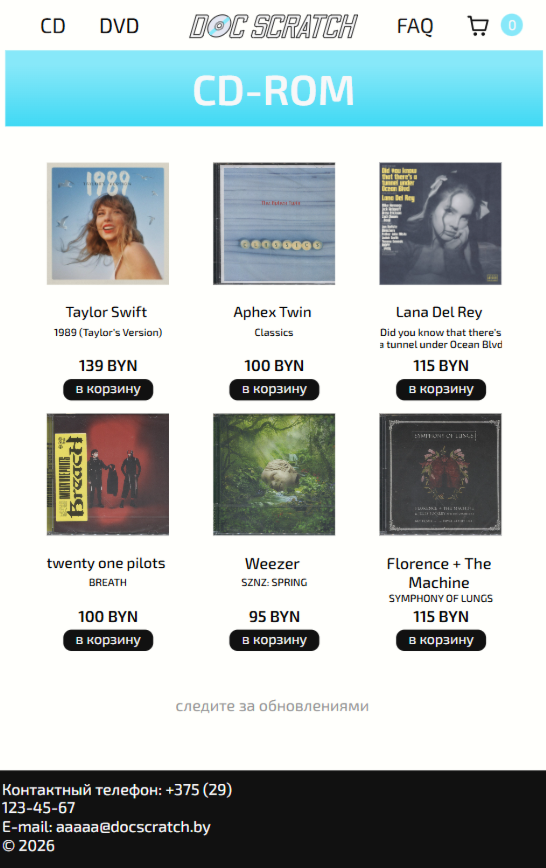 CD
DVD
DOC SCRATCH
FAQ
0
CD-ROM
1989
Did you know
that there's a
tunnel under
Ocean Blvd
Lana Del Rey
Taylor Swift
1989 (Taylor's Version)
139 BYN
в корзину
Aphex Twin
Classics
100 BYN
в корзину
Lana Del Rey
Did you know that there's
a tunnel under Ocean Blvd
115 BYN
в корзину
Breach
SYMPHONY OF LUNGS
twenty one pilots
BREATH
100 BYN
в корзину
Weezer
SZNZ: SPRING
95 BYN
в корзину
Florence + The
Machine
SYMPHONY OF LUNGS
115 BYN
в корзину
следите за обновлениями
Контактный телефон: +375 (29)
123-45-67
E-mail: aaaaa@docscratch.by
© 2026